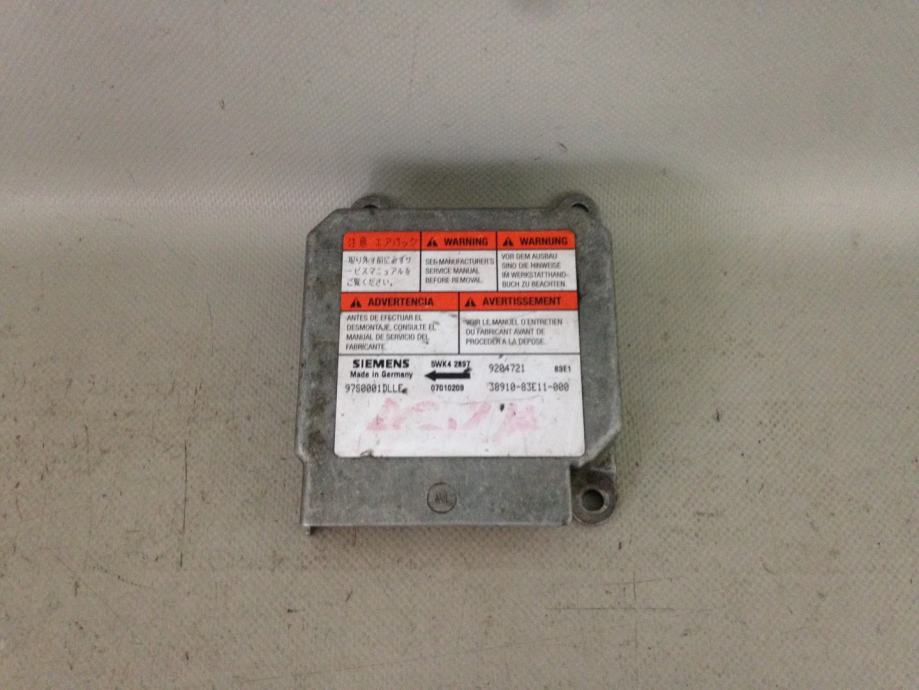 注意 エアバック
取り外す前に必ずサ
ービスマニュアルを
ご覧ください。
WARNING
SEE MANUFACTURER'S
SERVICE MANUAL
BEFORE REMOVAL.
WARNUNG
VOR DEM AUSBAU
SIND DIE HINWEISE
IM WERKSTATTHAND-
BUCH ZU BEACHTEN.
ADVERTENCIA
ANTES DE EFECTUAR EL
DESMONTAJE, CONSULTE EL
MANUAL DE SERVICIO DEL
FABRICANTE.
AVERTISSEMENT
VOIR LE MANUEL D'ENTRETIEN
DU FABRICANT AVANT DE
PROCEDER A LA DEPOSE.
SIEMENS 5WK4 2897 9204721 83E1
Made in Germany
97S0001DLLE 07010209 38910-83E11-000